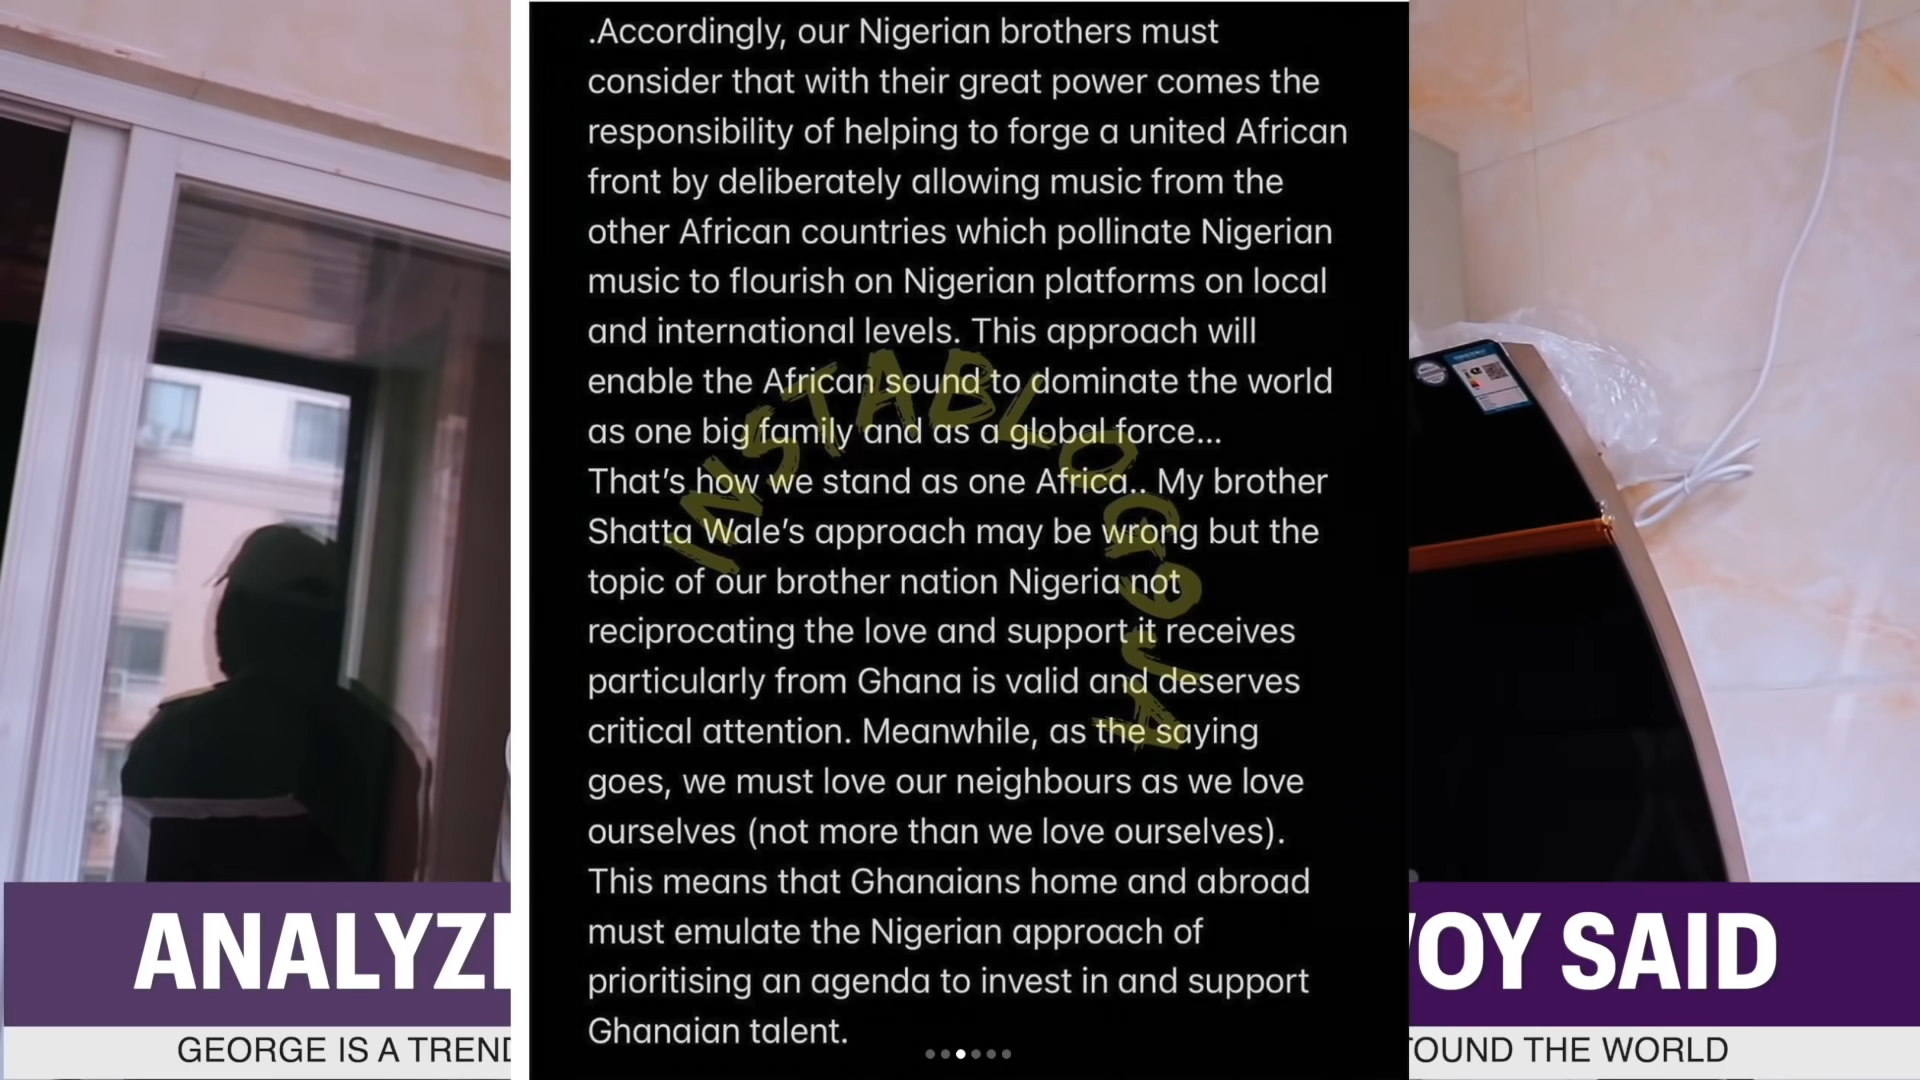 .Accordingly, our Nigerian brothers must
consider that with their great power comes the
responsibility of helping to forge a united African
front by deliberately allowing music from the
other African countries which pollinate Nigerian
music to flourish on Nigerian platforms on local
and international levels. This approach will
enable the African sound to dominate the world
as one big family and as a global force...
That's how we stand as one Africa.. My brother
Shatta Wale's approach may be wrong but the
topic of our brother nation Nigeria not
reciprocating the love and support it receives
particularly from Ghana is valid and deserves
critical attention. Meanwhile, as the saying
goes, we must love our neighbours as we love
ourselves (not more than we love ourselves).
This means that Ghanaians home and abroad
must emulate the Nigerian approach of
prioritising an agenda to invest in and support
Ghanaian talent.
INSTABLOG9JA
ANALYZE
VOY SAID
GEORGE IS A TREND
OUND THE WORLD